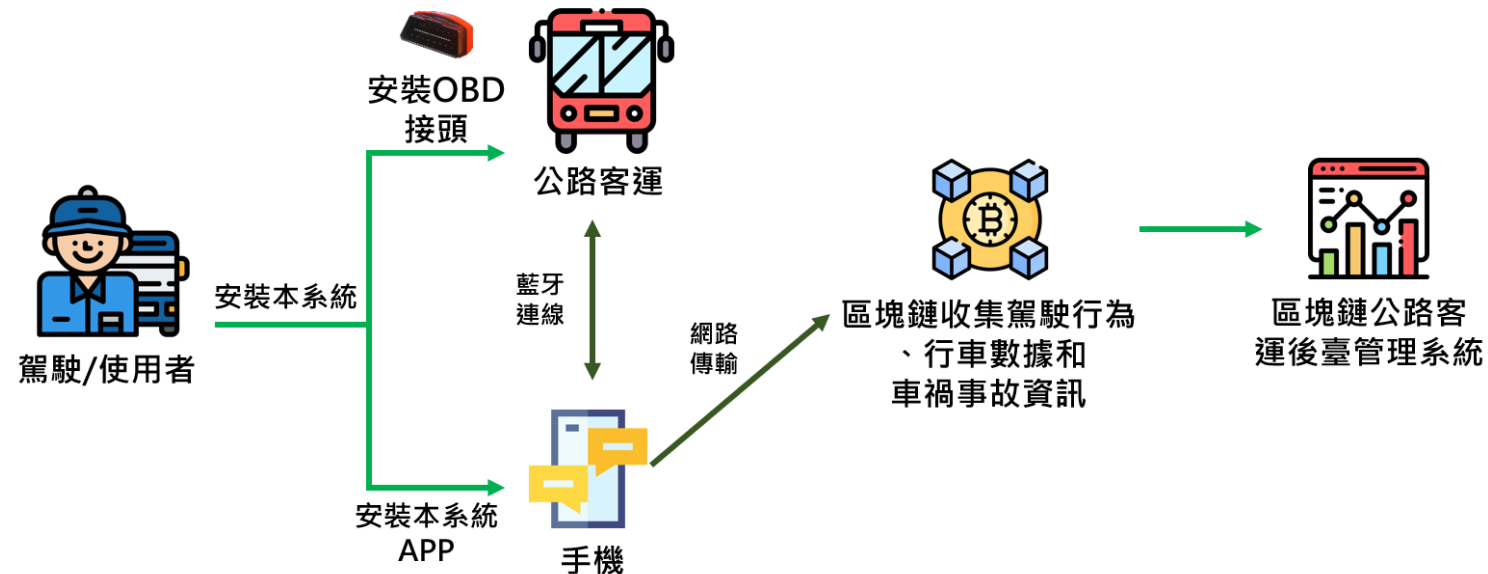 安裝OBD
接頭
公路客運
駕駛/使用者
安裝本系統
藍牙
連線
網路
傳輸
安裝本系統
APP
手機
區塊鏈收集駕駛行為
、行車數據和
車禍事故資訊
區塊鏈公路客
運後臺管理系統